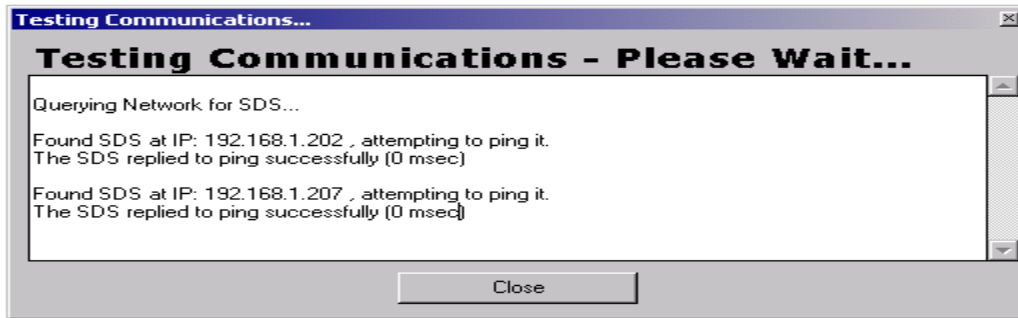 Testing Communications...
Testing Communications - Please Wait...
Querying Network for SDS...
Found SDS at IP: 192.168.1.202 , attempting to ping it.
The SDS replied to ping successfully (0 msec)
Found SDS at IP: 192.168.1.207 , attempting to ping it.
The SDS replied to ping successfully (0 msec)
Close